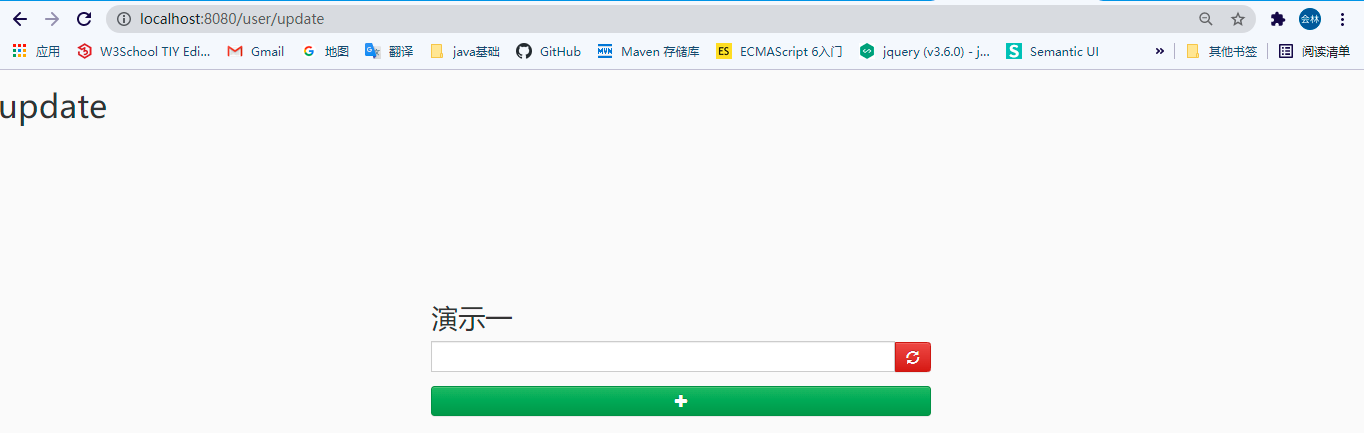 localhost:8080/user/update
会林
应用 W3School TIY Edi... Gmail 地图 翻译 java基础 GitHub MVN Maven 存储库 ES ECMAScript 6入门 jquery (v3.6.0) - j... Semantic UI » 其他书签 阅读清单
update
演示一